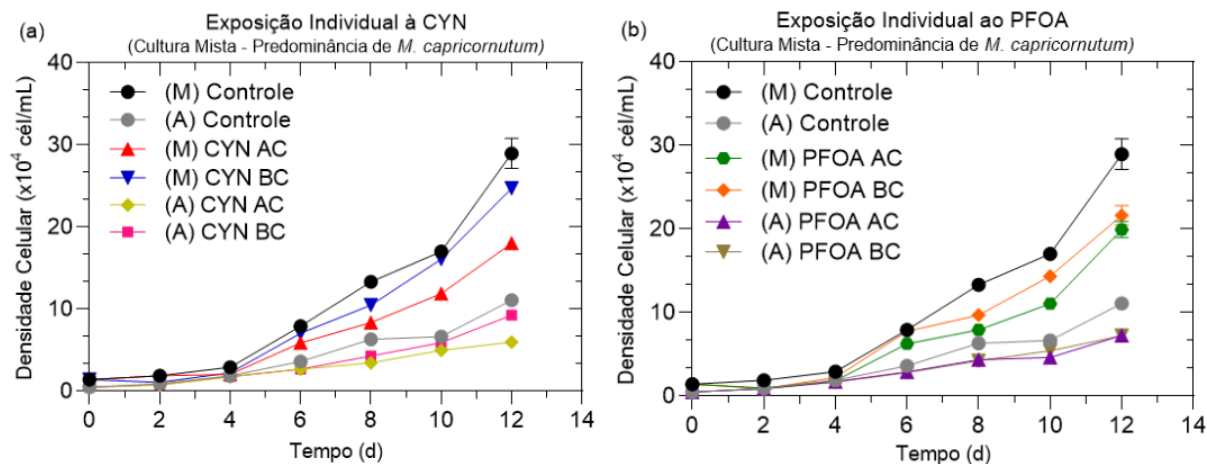 (a)
Exposição Individual à CYN
(Cultura Mista - Predominância de M. capricornutum)
40
30
20
10
0
Densidade Celular (x10⁴ cél/mL)
(M) Controle
(A) Controle
(M) CYN AC
(M) CYN BC
(A) CYN AC
(A) CYN BC
0 2 4 6 8 10 12 14
Tempo (d)
(b)
Exposição Individual ao PFOA
(Cultura Mista - Predominância de M. capricornutum)
40
30
20
10
0
Densidade Celular (x10⁴ cél/mL)
(M) Controle
(A) Controle
(M) PFOA AC
(M) PFOA BC
(A) PFOA AC
(A) PFOA BC
0 2 4 6 8 10 12 14
Tempo (d)